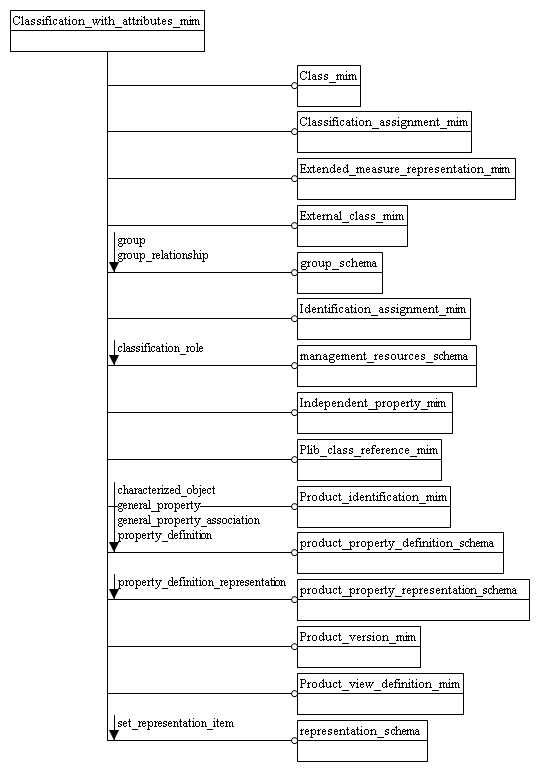 Classification_with_attributes_mim
Class_mim
Classification_assignment_mim
Extended_measure_representation_mim
External_class_mim
group
group_relationship
group_schema
Identification_assignment_mim
classification_role
management_resources_schema
Independent_property_mim
Plib_class_reference_mim
characterized_object
general_property
Product_identification_mim
general_property_association
property_definition
product_property_definition_schema
property_definition_representation
product_property_representation_schema
Product_version_mim
Product_view_definition_mim
set_representation_item
representation_schema